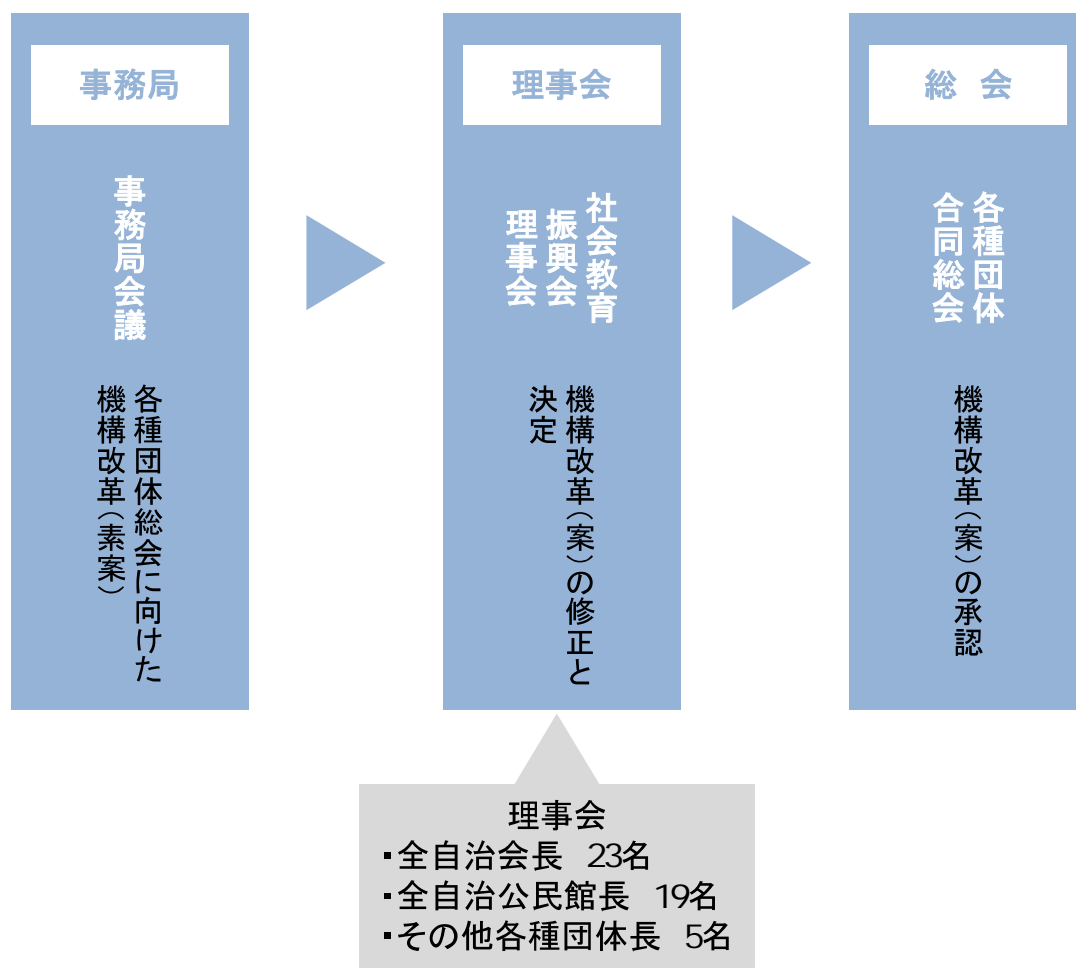 事務局
事務局会議
各種団体総会に向けた
機構改革（素案）
理事会
社会教育
振興会
理事会
機構改革（案）の修正と
決定
総　会
各種団体
合同総会
機構改革（案）の承認
理事会
・全自治会長　23名
・全自治公民館長　19名
・その他各種団体長　5名